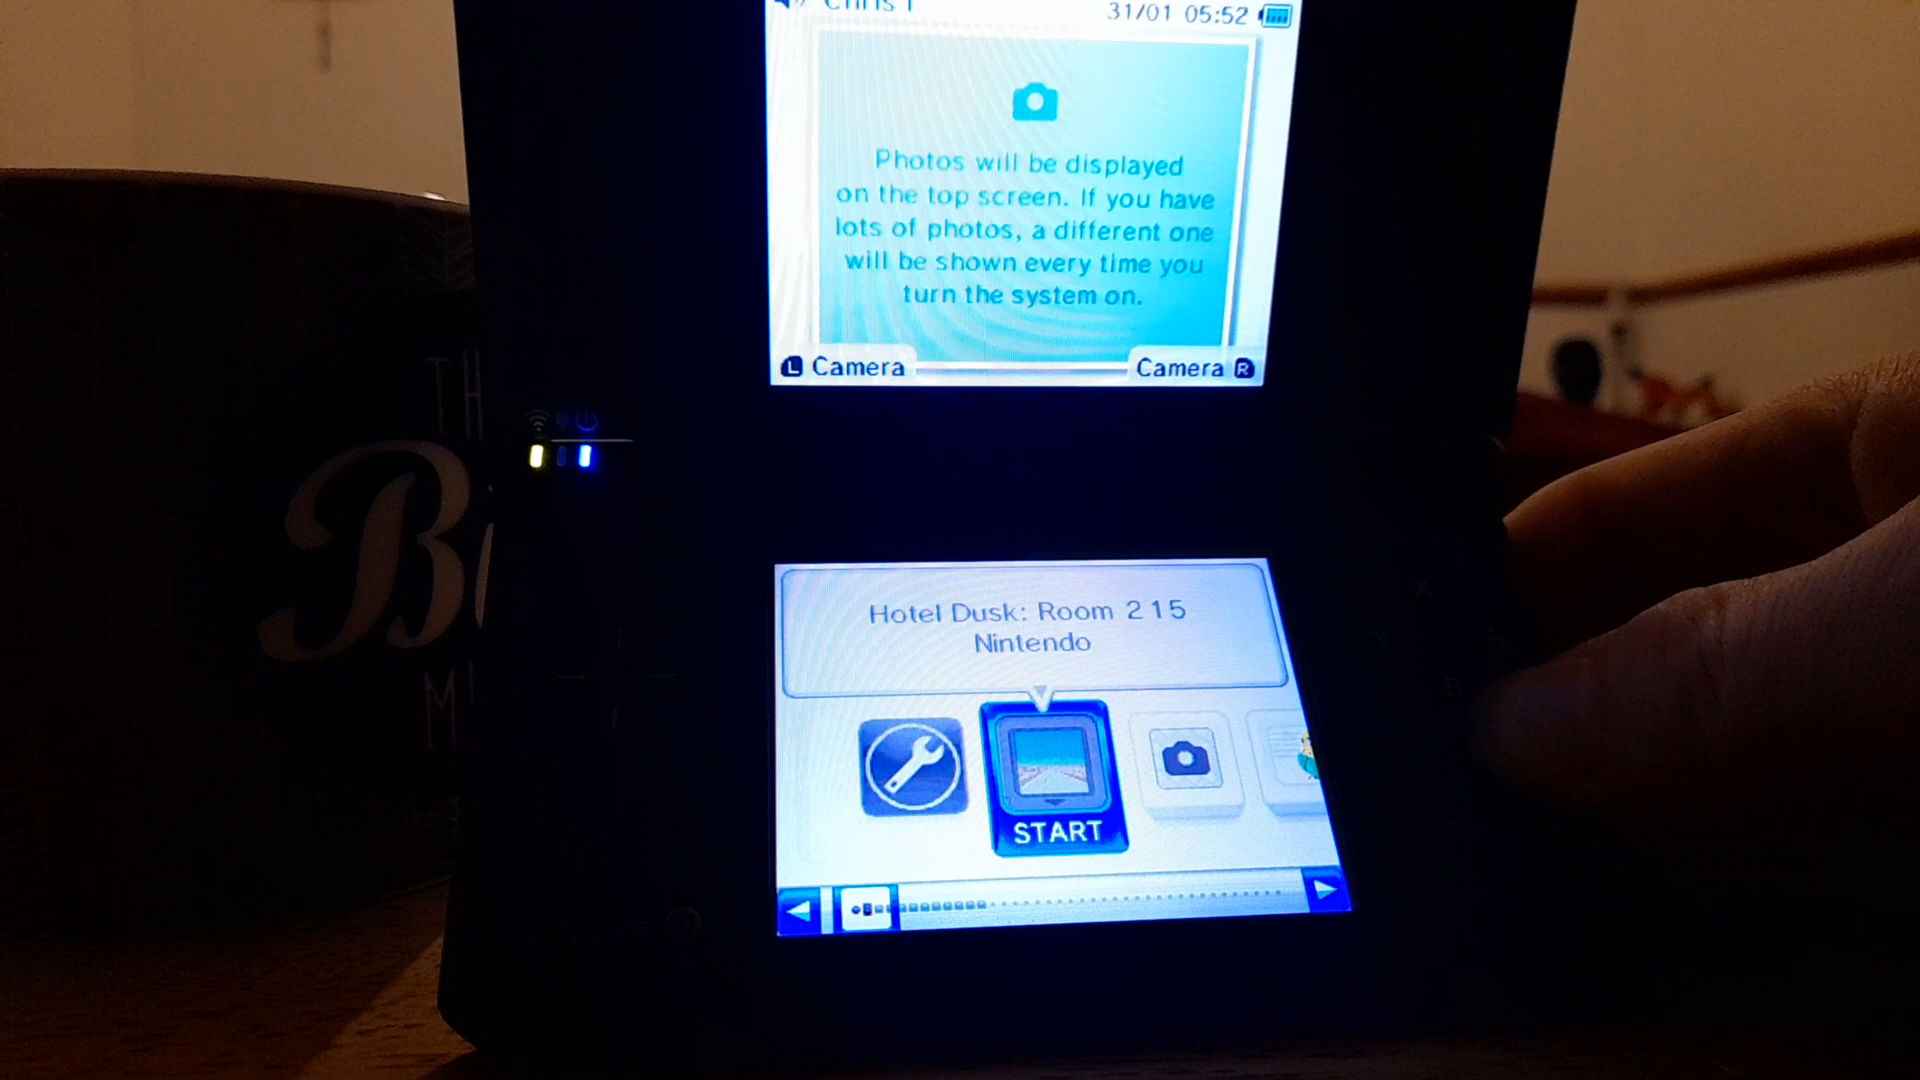 Chris T
31/01 05:52
Photos will be displayed
on the top screen. If you have
lots of photos, a different one
will be shown every time you
turn the system on.
L Camera
Camera R
TH
B
M
Hotel Dusk: Room 215
Nintendo
START
X
Y
A
B